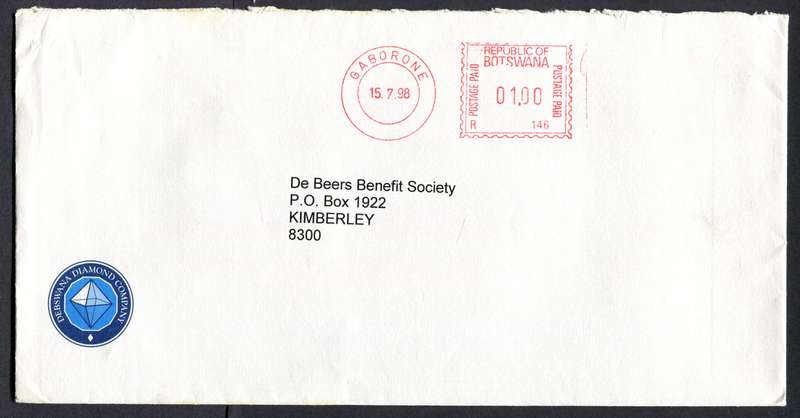 GABORONE
15.7.98
REPUBLIC OF
BOTSWANA
POSTAGE PAID
01,00
POSTAGE PAID
R 146
De Beers Benefit Society
P.O. Box 1922
KIMBERLEY
8300
DEBSWANA DIAMOND COMPANY